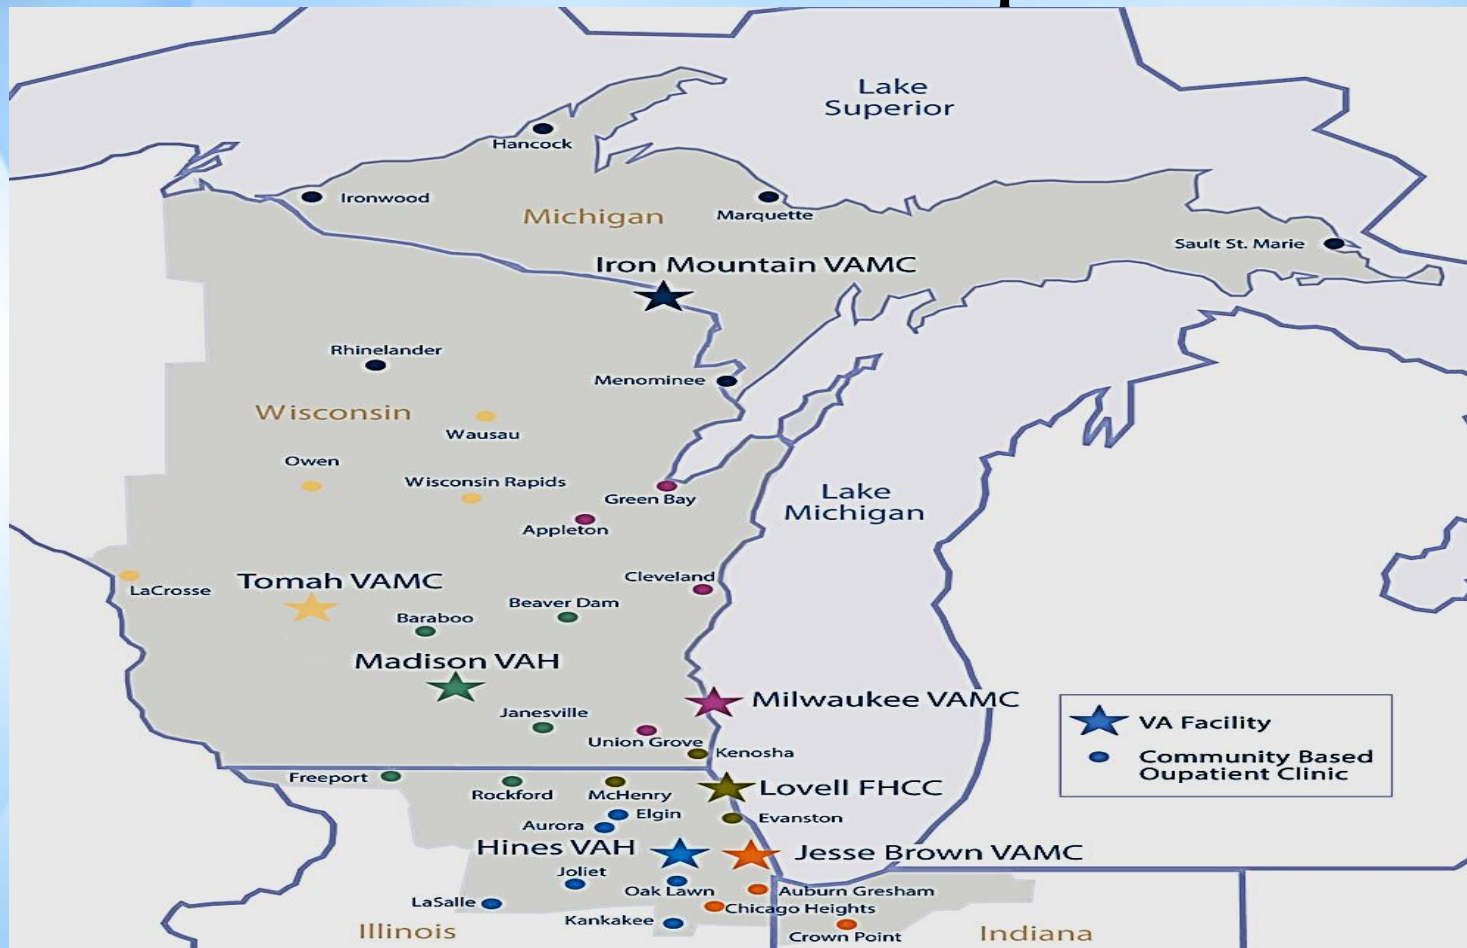 Lake
Superior
Hancock
Ironwood
Michigan
Marquette
Sault St. Marie
Iron Mountain VAMC
Rhinelander
Menominee
Wisconsin
Wausau
Owen
Wisconsin Rapids
Green Bay
Lake
Michigan
Appleton
Cleveland
LaCrosse
Tomah VAMC
Beaver Dam
Baraboo
Madison VAH
Milwaukee VAMC
Janesville
Union Grove
Kenosha
VA Facility
Community Based
Oupatient Clinic
Freeport
Rockford
McHenry
Lovell FHCC
Elgin
Aurora
Evanston
Hines VAH
Jesse Brown VAMC
Joliet
Oak Lawn
Auburn Gresham
LaSalle
Chicago Heights
Kankakee
Crown Point
Illinois
Indiana